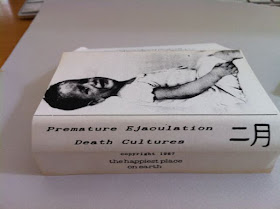 Premature Ejaculation
Death Cultures
copyright 1987
the happiest place
on earth
二月